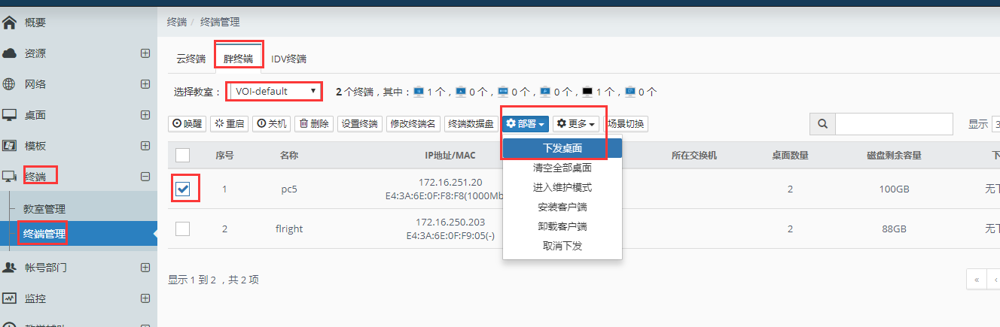 概要
资源
网络
桌面
模板
终端
教室管理
终端管理
帐号部门
监控
终端 / 终端管理
云终端 胖终端 IDV终端
选择教室： VOI-default 2 个终端，其中： 1 个， 0 个， 0 个， 0 个， 1 个， 0 个
唤醒 重启 关机 删除 设置终端 修改终端名 终端数据盘 部署 更多 场景切换 显示 3
序号 名称 IP地址/MAC 所在交换机 桌面数量 磁盘剩余容量 下
1 pc5 172.16.251.20 2 100GB 无下
E4:3A:6E:0F:F8:F8(1000Mb
2 flright 172.16.250.203 2 88GB 无下
E4:3A:6E:0F:F9:05(-)
下发桌面
清空全部桌面
进入维护模式
安装客户端
卸载客户端
取消下发
显示 1 到 2 ，共 2 项
« ‹